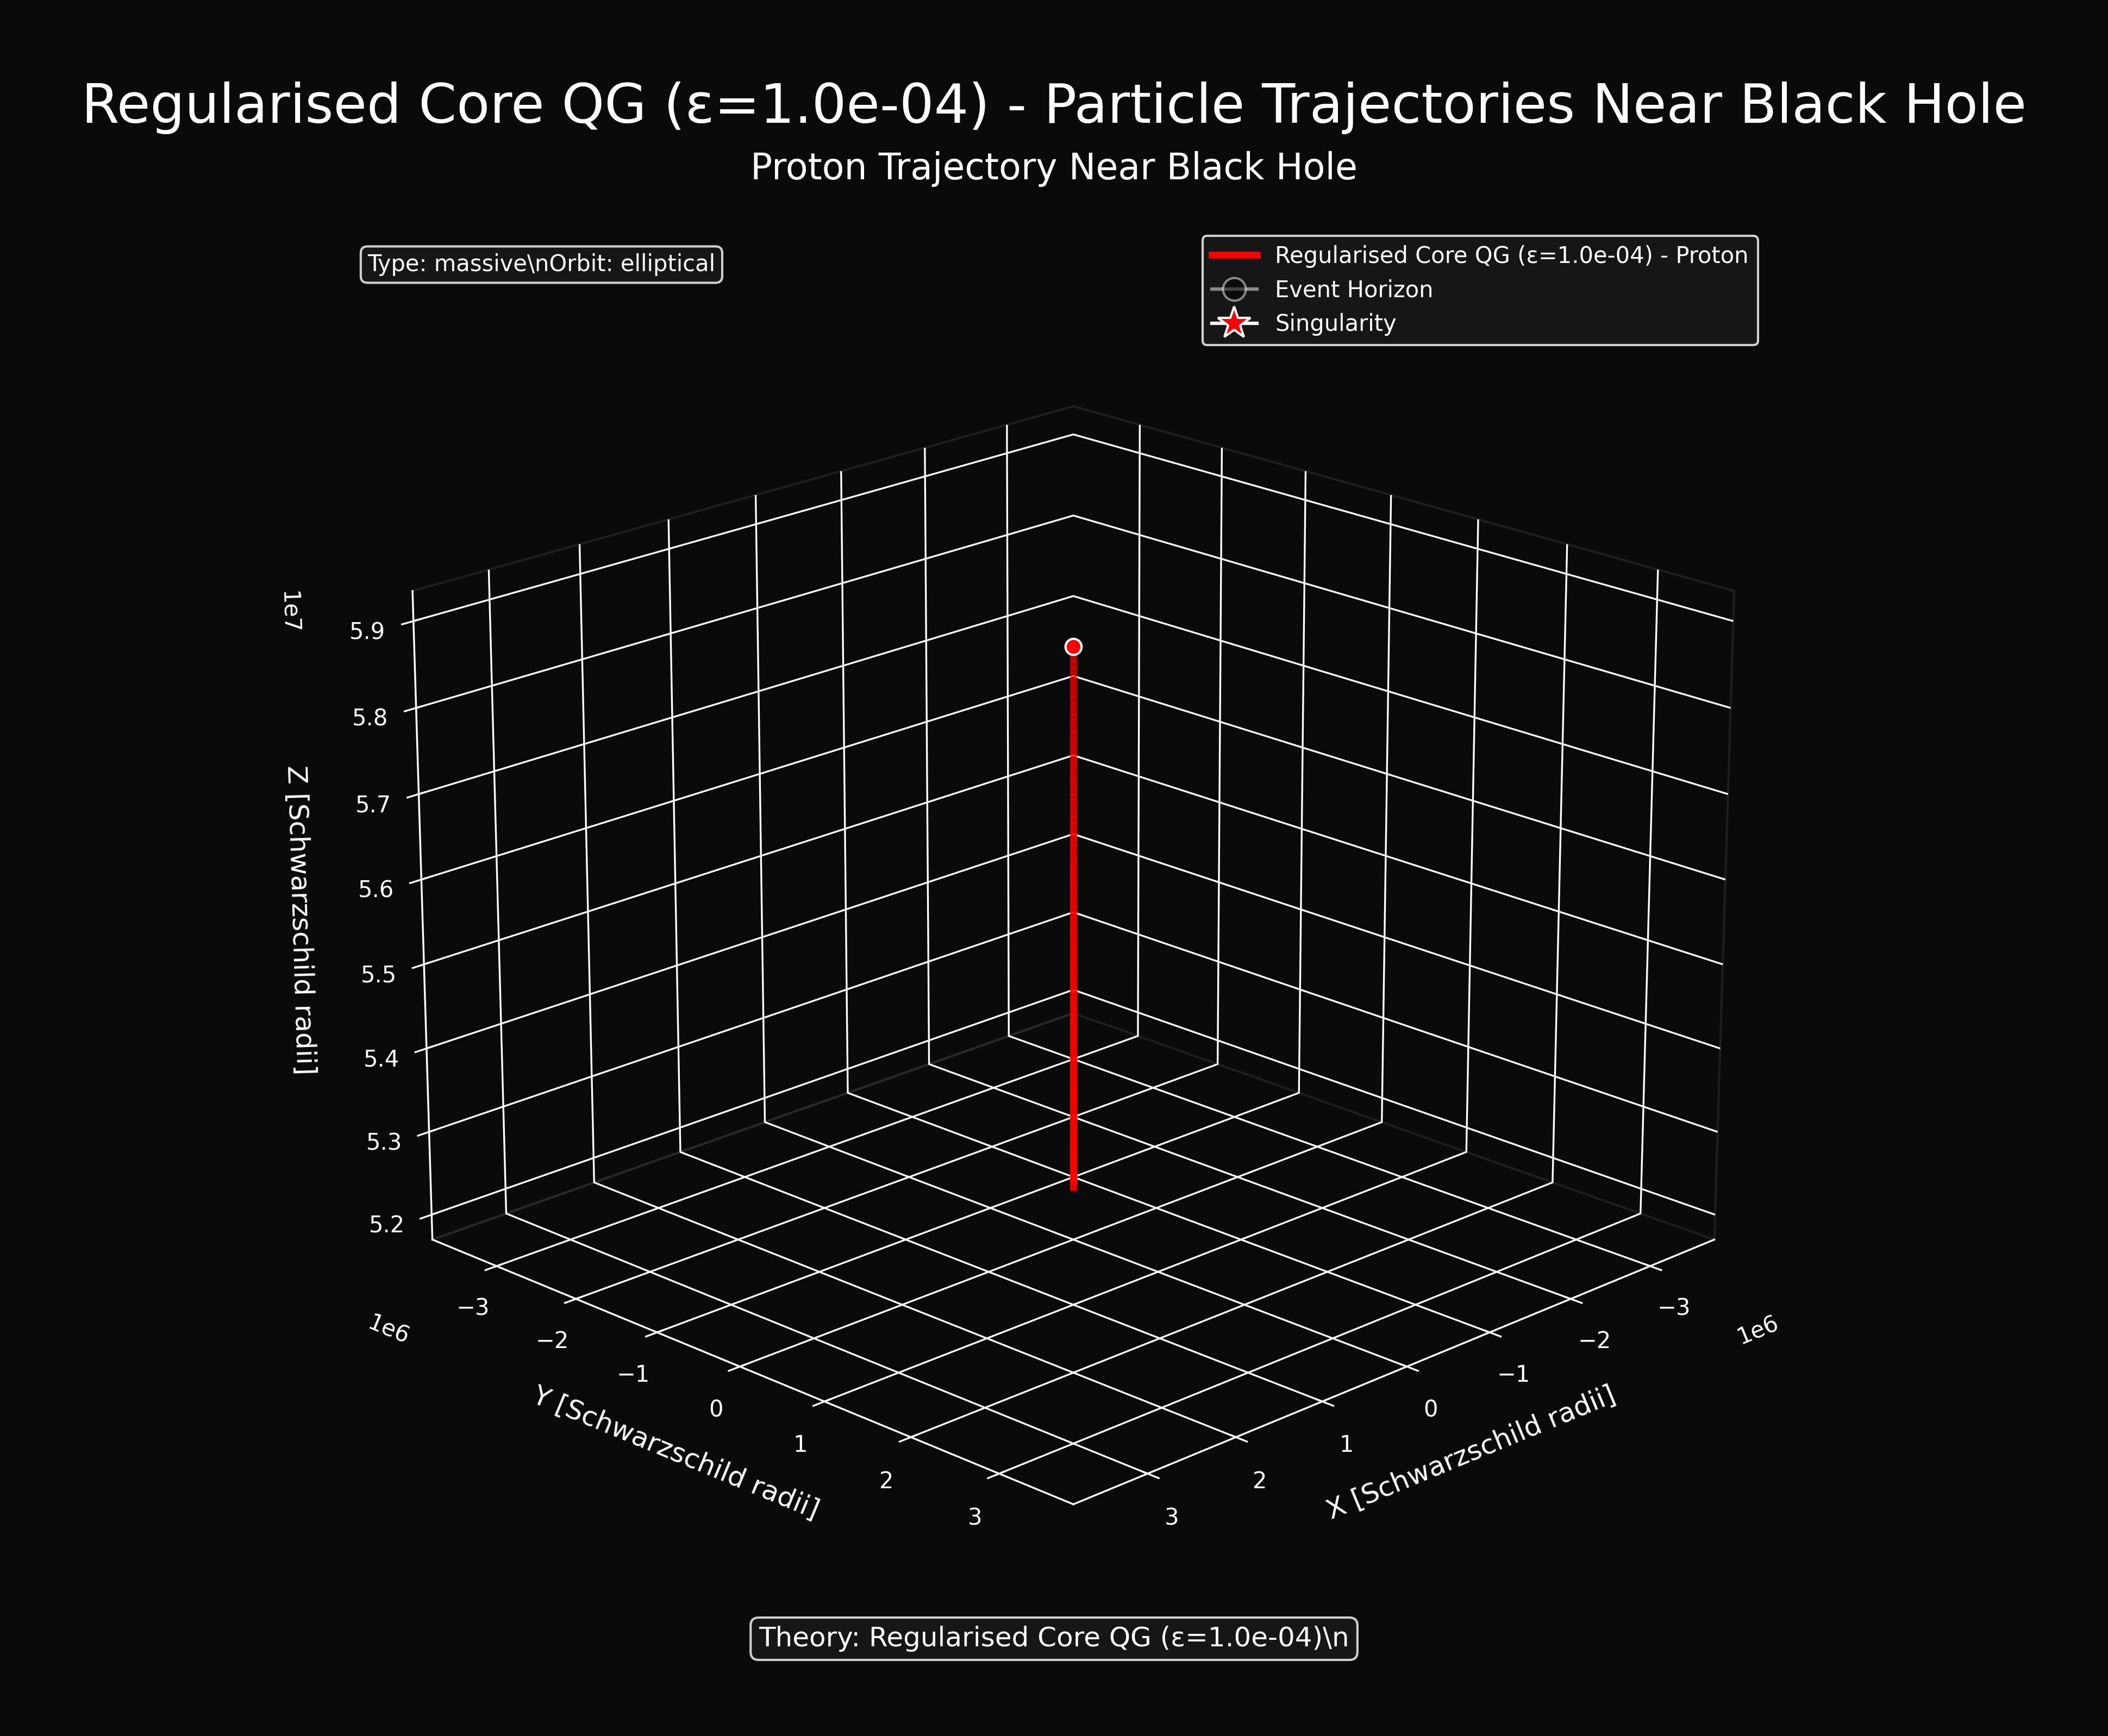 Regularised Core QG (ε=1.0e-04) - Particle Trajectories Near Black Hole
Proton Trajectory Near Black Hole
Type: massive\nOrbit: elliptical
Regularised Core QG (ε=1.0e-04) - Proton
Event Horizon
Singularity
1e7
5.9
5.8
5.7
5.6
5.5
5.4
5.3
5.2
Z [Schwarzschild radii]
1e6
−3
−2
−1
0
1
2
3
Y [Schwarzschild radii]
3
2
1
0
−1
−2
−3
1e6
X [Schwarzschild radii]
Theory: Regularised Core QG (ε=1.0e-04)\n